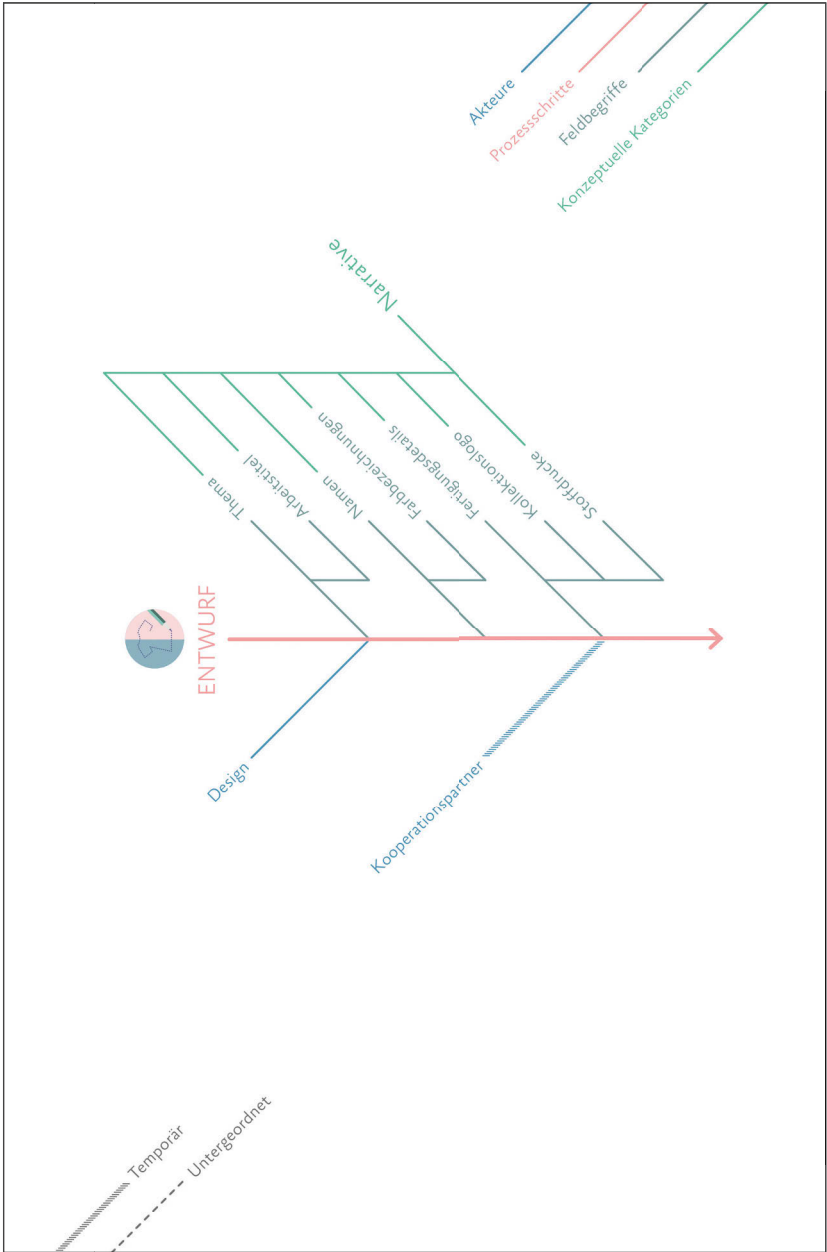 Akteure
Prozessschritte
Feldbegriffe
Konzeptuelle Kategorien
Narrative
Thema
Arbeitstitel
Namen
Farbbezeichnungen
Fertigungsdetails
Kollektionslogo
Stoffdrucke
ENTWURF
Design
Kooperationspartner
Temporär
Untergeordnet